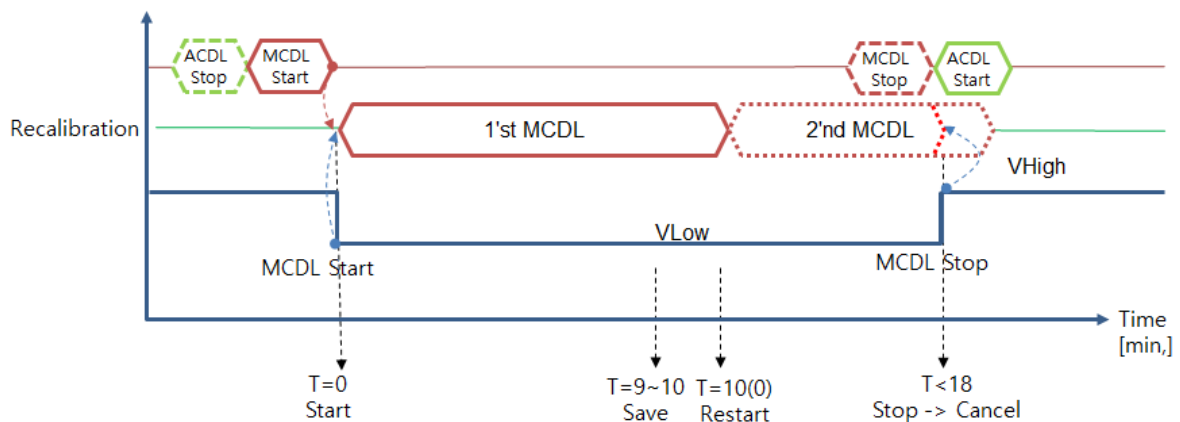 ACDL
Stop
MCDL
Start
MCDL
Stop
ACDL
Start
Recalibration
1'st MCDL
2'nd MCDL
VHigh
VLow
MCDL Start
MCDL Stop
Time
[min,]
T=0
Start
T=9~10
Save
T=10(0)
Restart
T<18
Stop -> Cancel